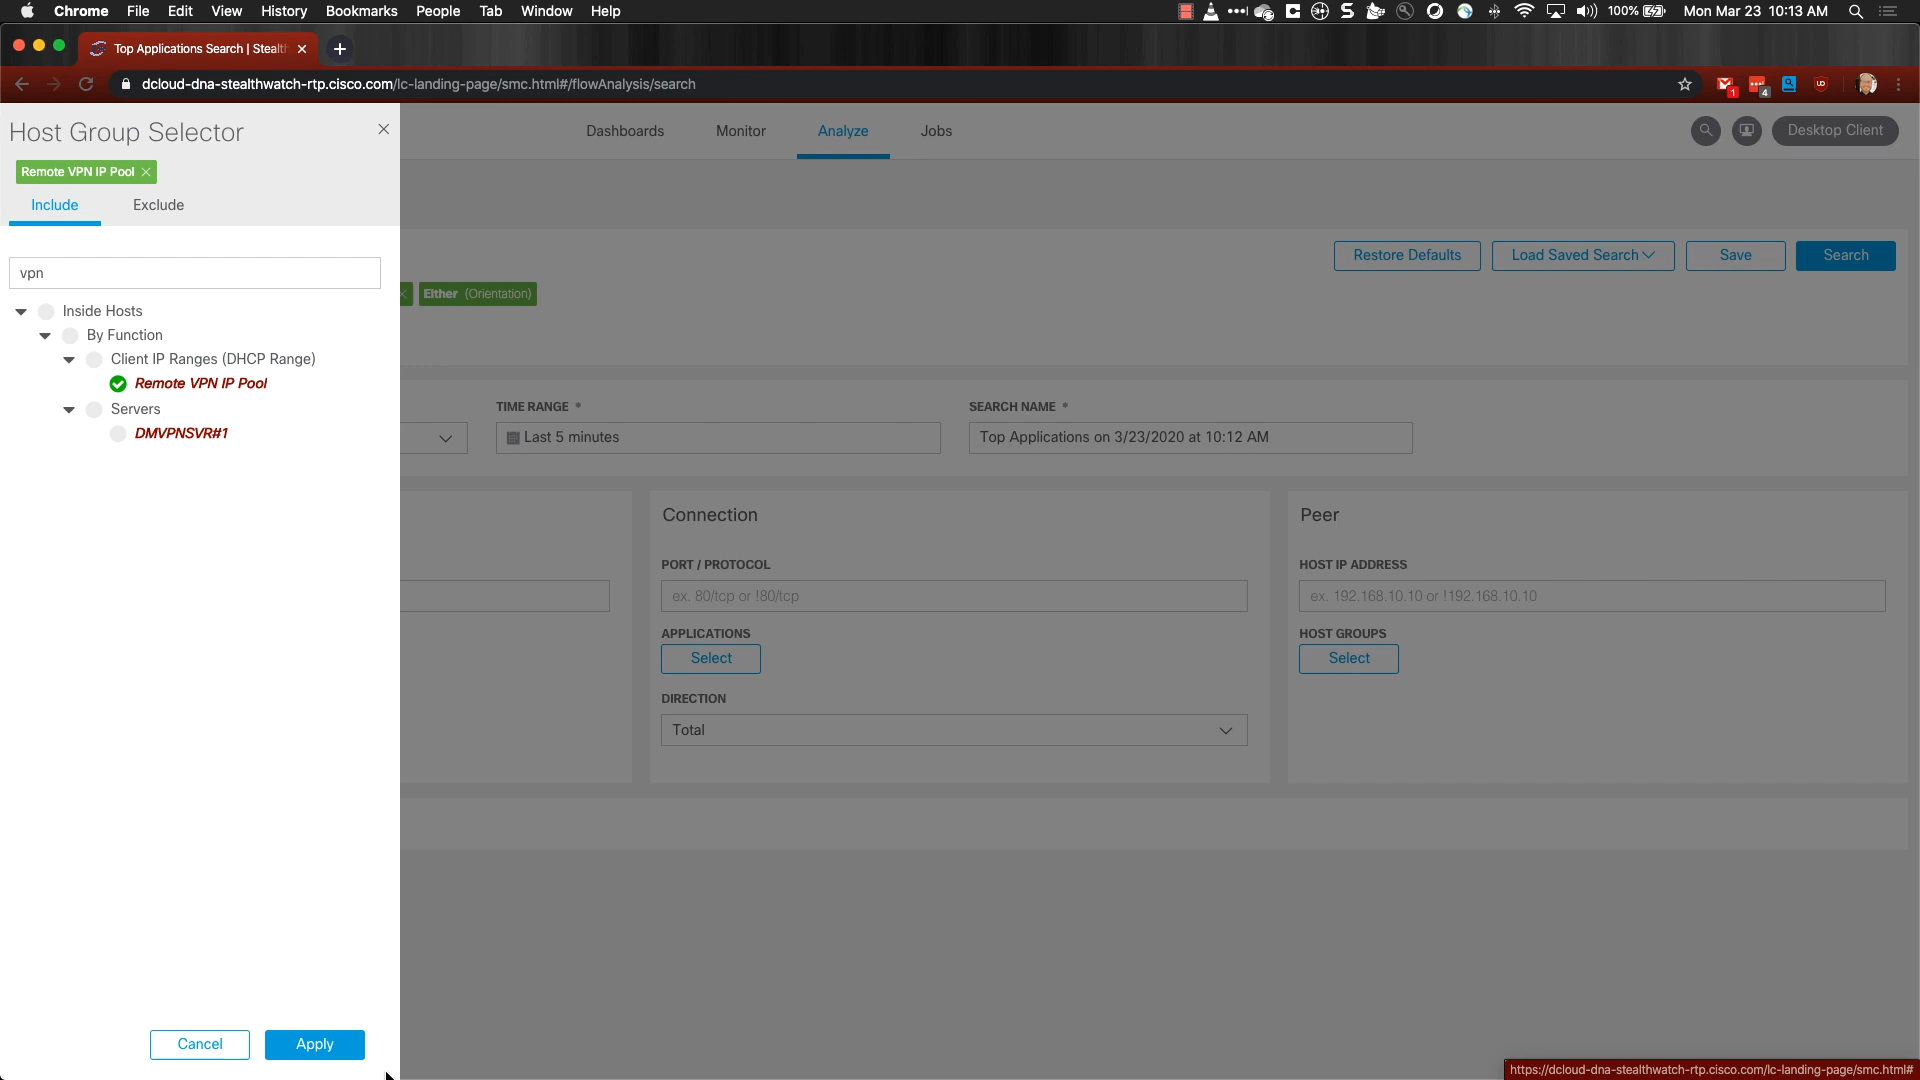 Chrome File Edit View History Bookmarks People Tab Window Help 100% Mon Mar 23 10:13 AM
Top Applications Search | Stealth
dcloud-dna-stealthwatch-rtp.cisco.com/lc-landing-page/smc.html#/flowAnalysis/search
1
4
Host Group Selector
Remote VPN IP Pool
Include Exclude
vpn
Inside Hosts
By Function
Client IP Ranges (DHCP Range)
Remote VPN IP Pool
Servers
DMVPNSVR#1
Cancel Apply
Dashboards Monitor Analyze Jobs
Desktop Client
Restore Defaults Load Saved Search Save Search
Either (Orientation)
TIME RANGE *
Last 5 minutes
SEARCH NAME *
Top Applications on 3/23/2020 at 10:12 AM
Connection
PORT / PROTOCOL
ex. 80/tcp or !80/tcp
APPLICATIONS
Select
DIRECTION
Total
Peer
HOST IP ADDRESS
ex. 192.168.10.10 or !192.168.10.10
HOST GROUPS
Select
https://dcloud-dna-stealthwatch-rtp.cisco.com/lc-landing-page/smc.html#